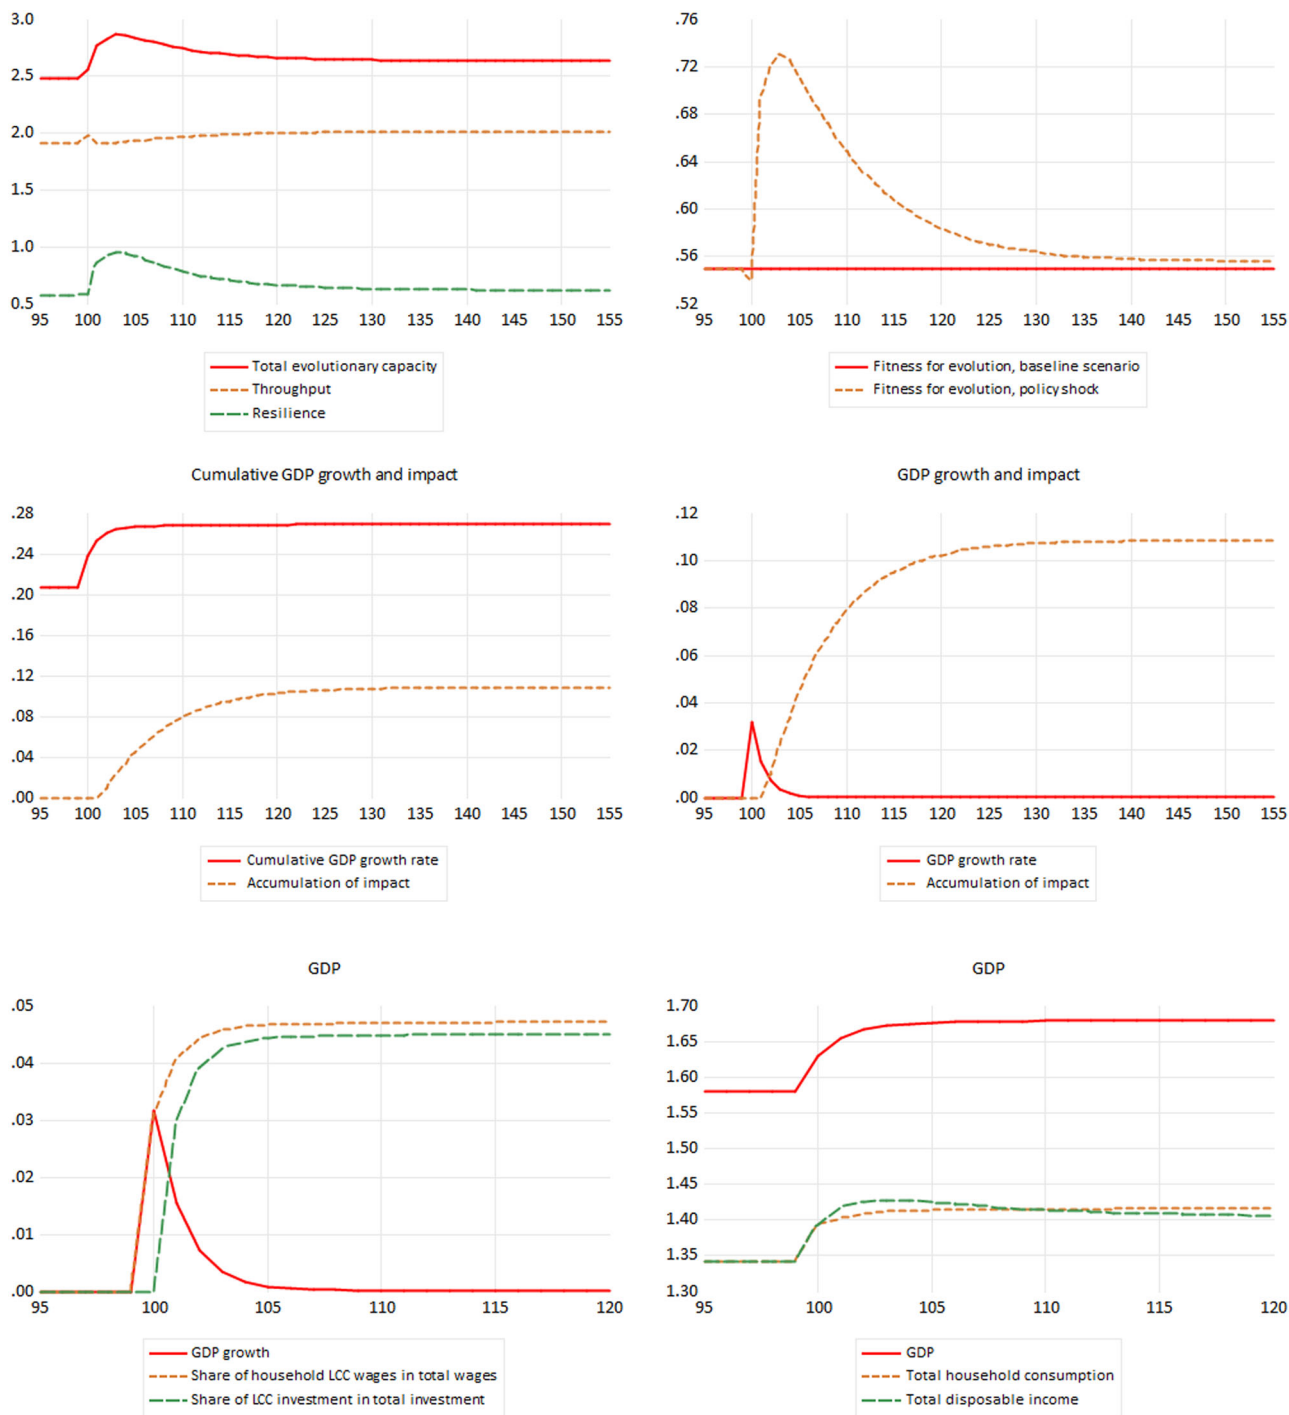 3.0
2.5
2.0
1.5
1.0
0.5
95 100 105 110 115 120 125 130 135 140 145 150 155
Total evolutionary capacity
Throughput
Resilience
.76
.72
.68
.64
.60
.56
.52
95 100 105 110 115 120 125 130 135 140 145 150 155
Fitness for evolution, baseline scenario
Fitness for evolution, policy shock
Cumulative GDP growth and impact
.28
.24
.20
.16
.12
.08
.04
.00
95 100 105 110 115 120 125 130 135 140 145 150 155
Cumulative GDP growth rate
Accumulation of impact
GDP growth and impact
.12
.10
.08
.06
.04
.02
.00
95 100 105 110 115 120 125 130 135 140 145 150 155
GDP growth rate
Accumulation of impact
GDP
.05
.04
.03
.02
.01
.00
95 100 105 110 115 120
GDP growth
Share of household LCC wages in total wages
Share of LCC investment in total investment
GDP
1.70
1.65
1.60
1.55
1.50
1.45
1.40
1.35
1.30
95 100 105 110 115 120
GDP
Total household consumption
Total disposable income